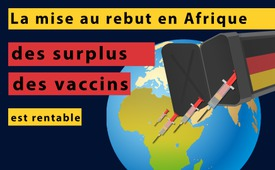 La mise au rebut en Afrique
des surplus
des vaccins
est rentable